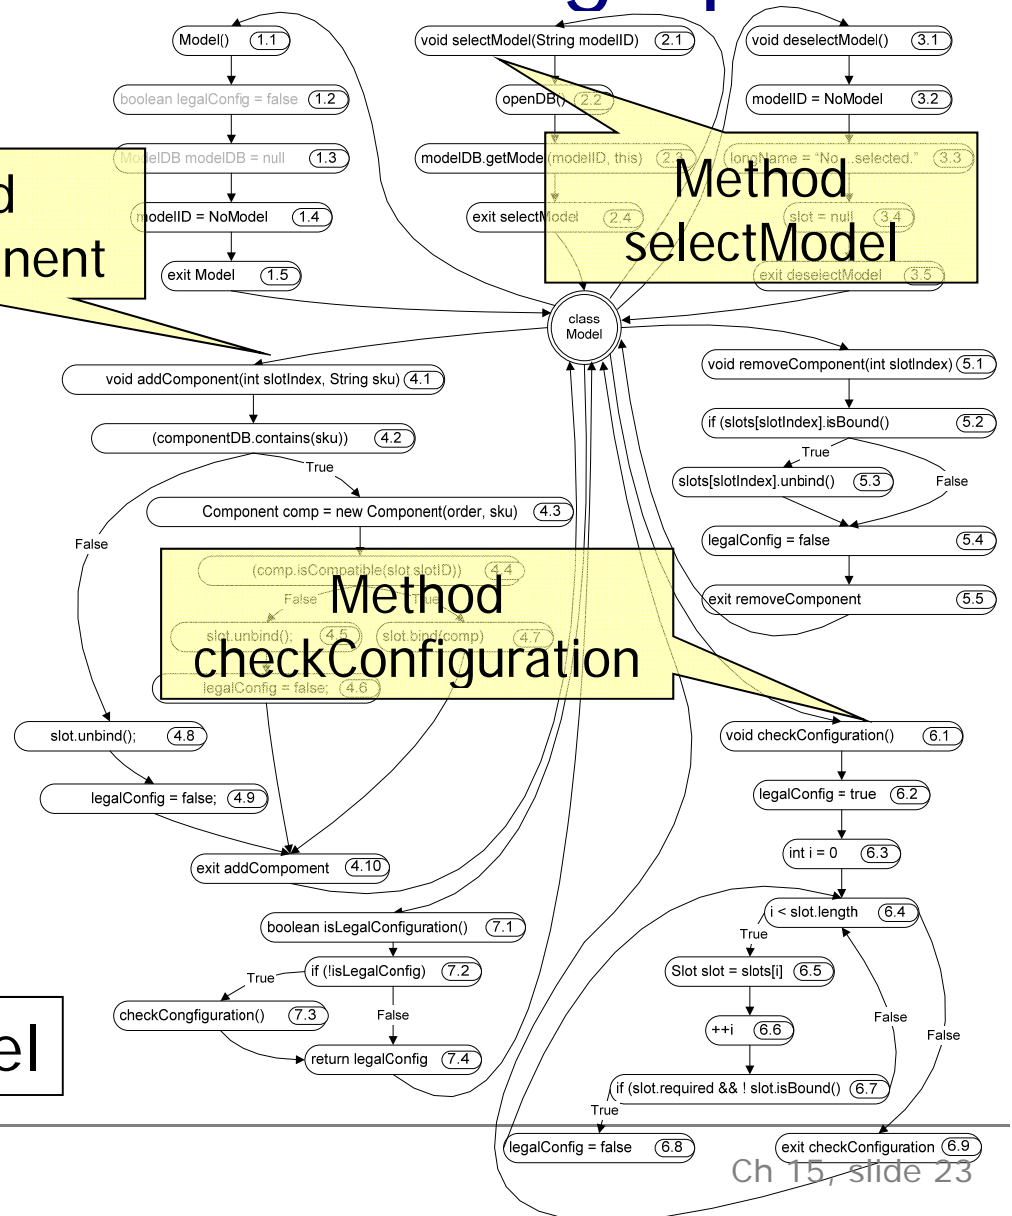 Model() 1.1
boolean legalConfig = false 1.2
ModelDB modelDB = null 1.3
modelID = NoModel 1.4
exit Model 1.5
void selectModel(String modelID) 2.1
openDB() 2.2
modelDB.getModel(modelID, this) 2.3
exit selectModel 2.4
void deselectModel() 3.1
modelID = NoModel 3.2
longName = "No...selected." 3.3
slot = null 3.4
exit deselectModel 3.5
Method
selectModel
nent
class
Model
void addComponent(int slotIndex, String sku) 4.1
(componentDB.contains(sku)) 4.2
True
False
Component comp = new Component(order, sku) 4.3
(comp.isCompatible(slot.slotID)) 4.4
False
True
slot.unbind(); 4.5
legalConfig = false; 4.6
slot.bind(comp) 4.7
Method
checkConfiguration
slot.unbind(); 4.8
legalConfig = false; 4.9
exit addCompoment 4.10
void removeComponent(int slotIndex) 5.1
if (slots[slotIndex].isBound() 5.2
True
False
slots[slotIndex].unbind() 5.3
legalConfig = false 5.4
exit removeComponent 5.5
void checkConfiguration() 6.1
legalConfig = true 6.2
int i = 0 6.3
i < slot.length 6.4
True
Slot slot = slots[i] 6.5
++i 6.6
False
False
if (slot.required && ! slot.isBound() 6.7
True
legalConfig = false 6.8
exit checkConfiguration 6.9
boolean isLegalConfiguration() 7.1
if (!isLegalConfig) 7.2
True
checkCongfiguration() 7.3
False
return legalConfig 7.4
el
Ch 15, slide 23